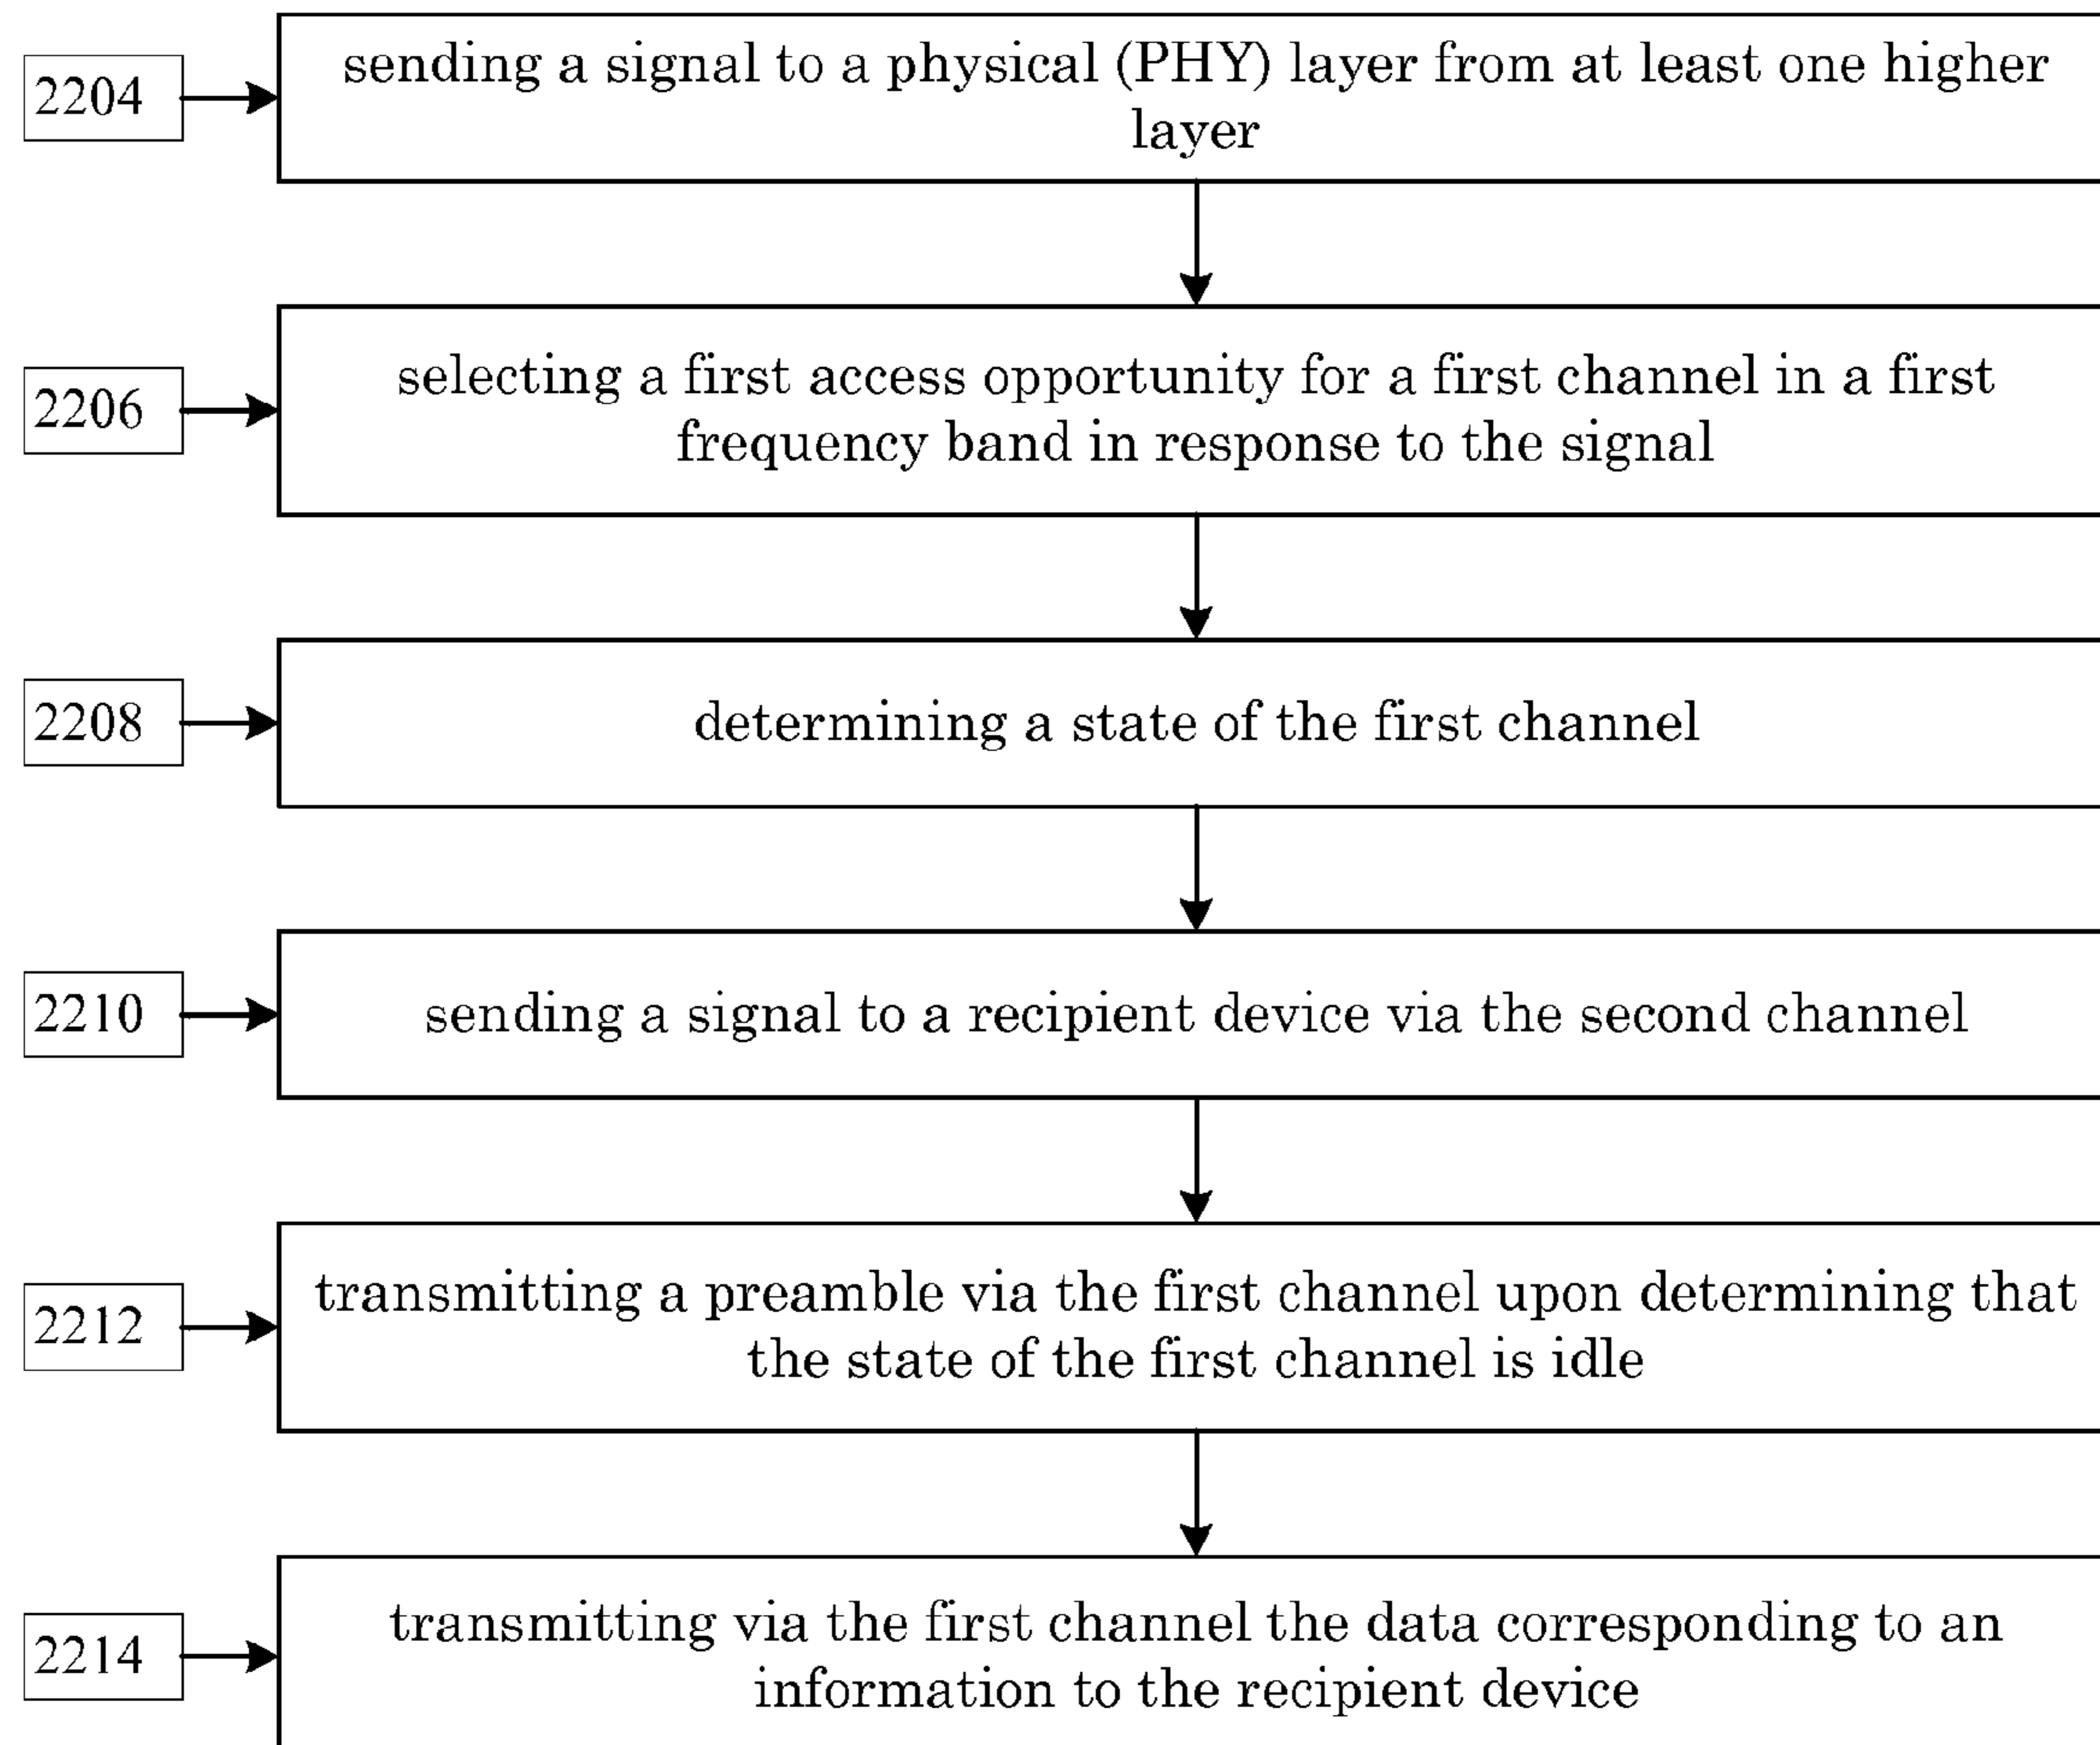 2204
sending a signal to a physical (PHY) layer from at least one higher
layer
2206
selecting a first access opportunity for a first channel in a first
frequency band in response to the signal
2208
determining a state of the first channel
2210
sending a signal to a recipient device via the second channel
2212
transmitting a preamble via the first channel upon determining that
the state of the first channel is idle
2214
transmitting via the first channel the data corresponding to an
information to the recipient device